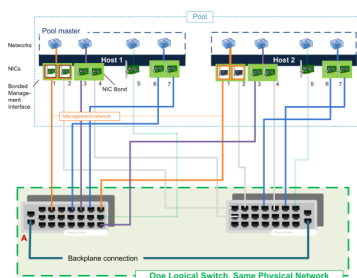 Pool
Pool master
Networks
Host 1
Host 2
NICs
Bonded
Manage-
ment
Interface
NIC Bond
1 2 3 4 5 6 7
1 2 3 4 5 6 7
Management network
A
Backplane connection
One Logical Switch, Same Physical Network